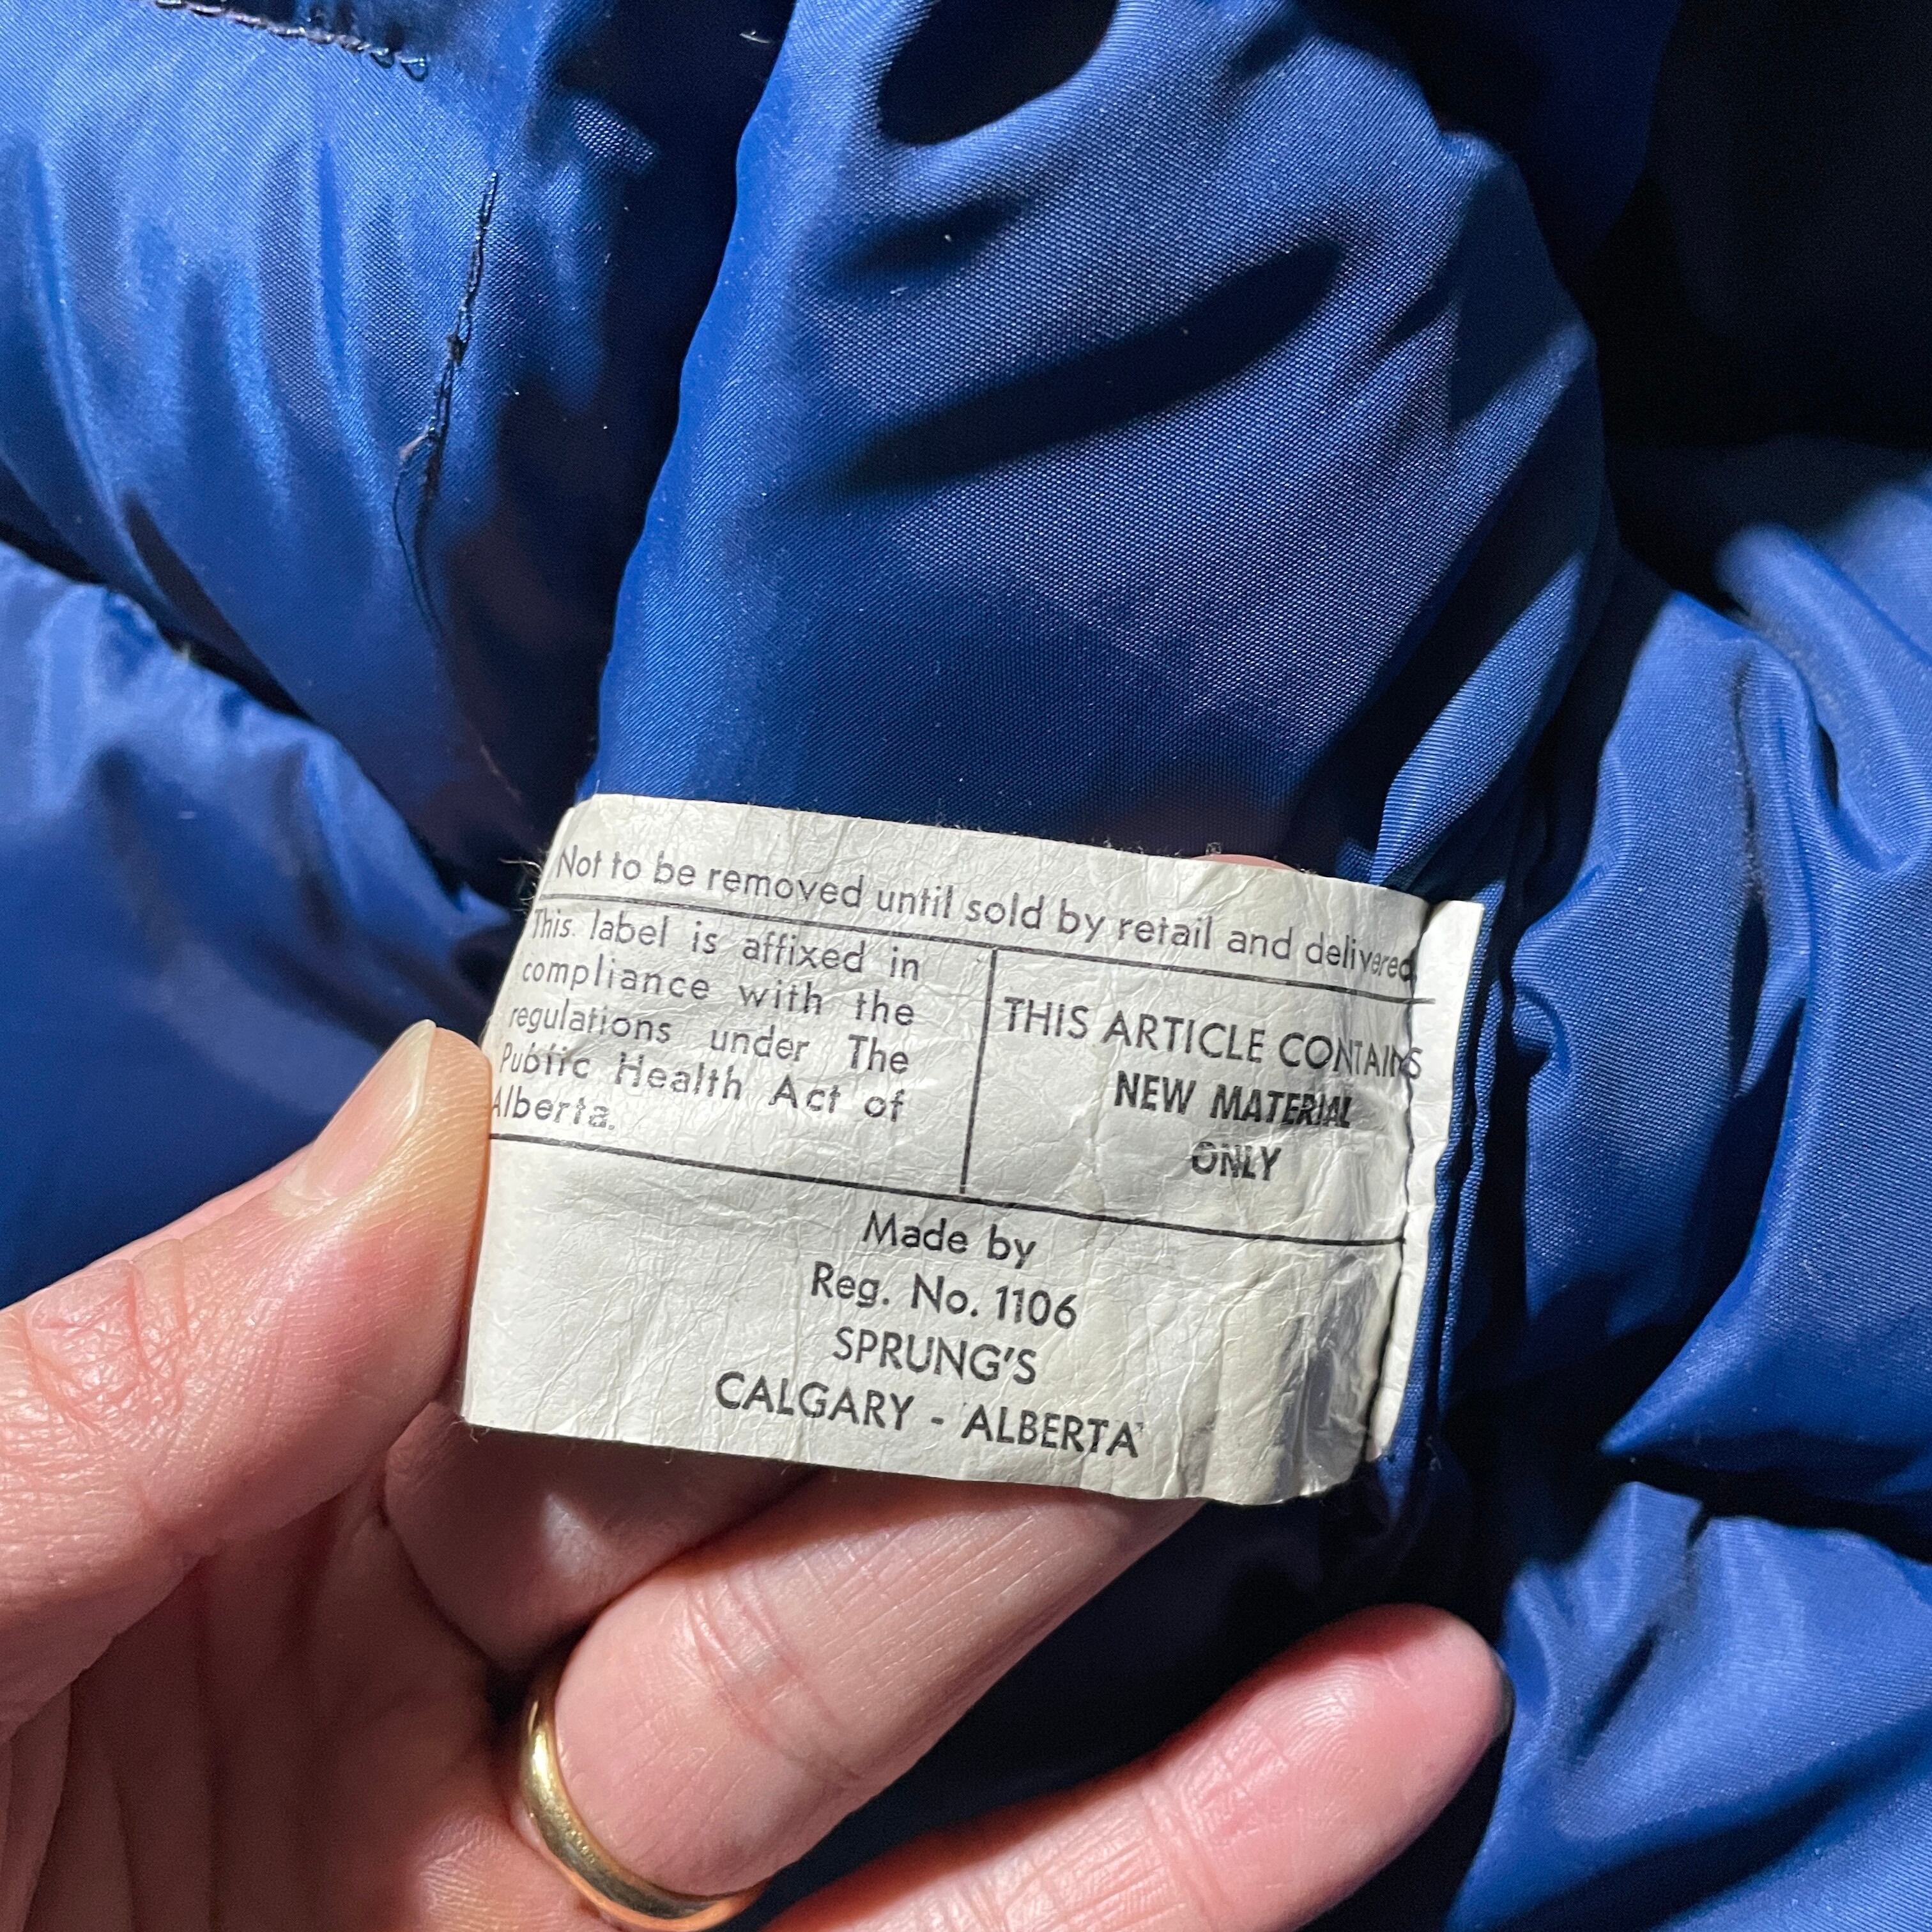 Not to be removed until sold by retail and delivered,
This label is affixed in
compliance with the
regulations under The
Public Health Act of
Alberta.
THIS ARTICLE CONTAINS
NEW MATERIAL
ONLY
Made by
Reg. No. 1106
SPRUNG'S
CALGARY - ALBERTA